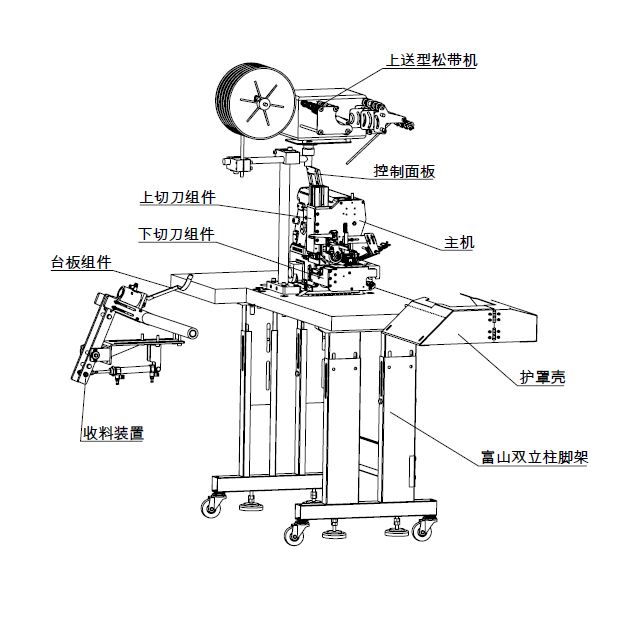 上送型松带机
控制面板
上切刀组件
下切刀组件
主机
台板组件
护罩壳
收料装置
富山双立柱脚架